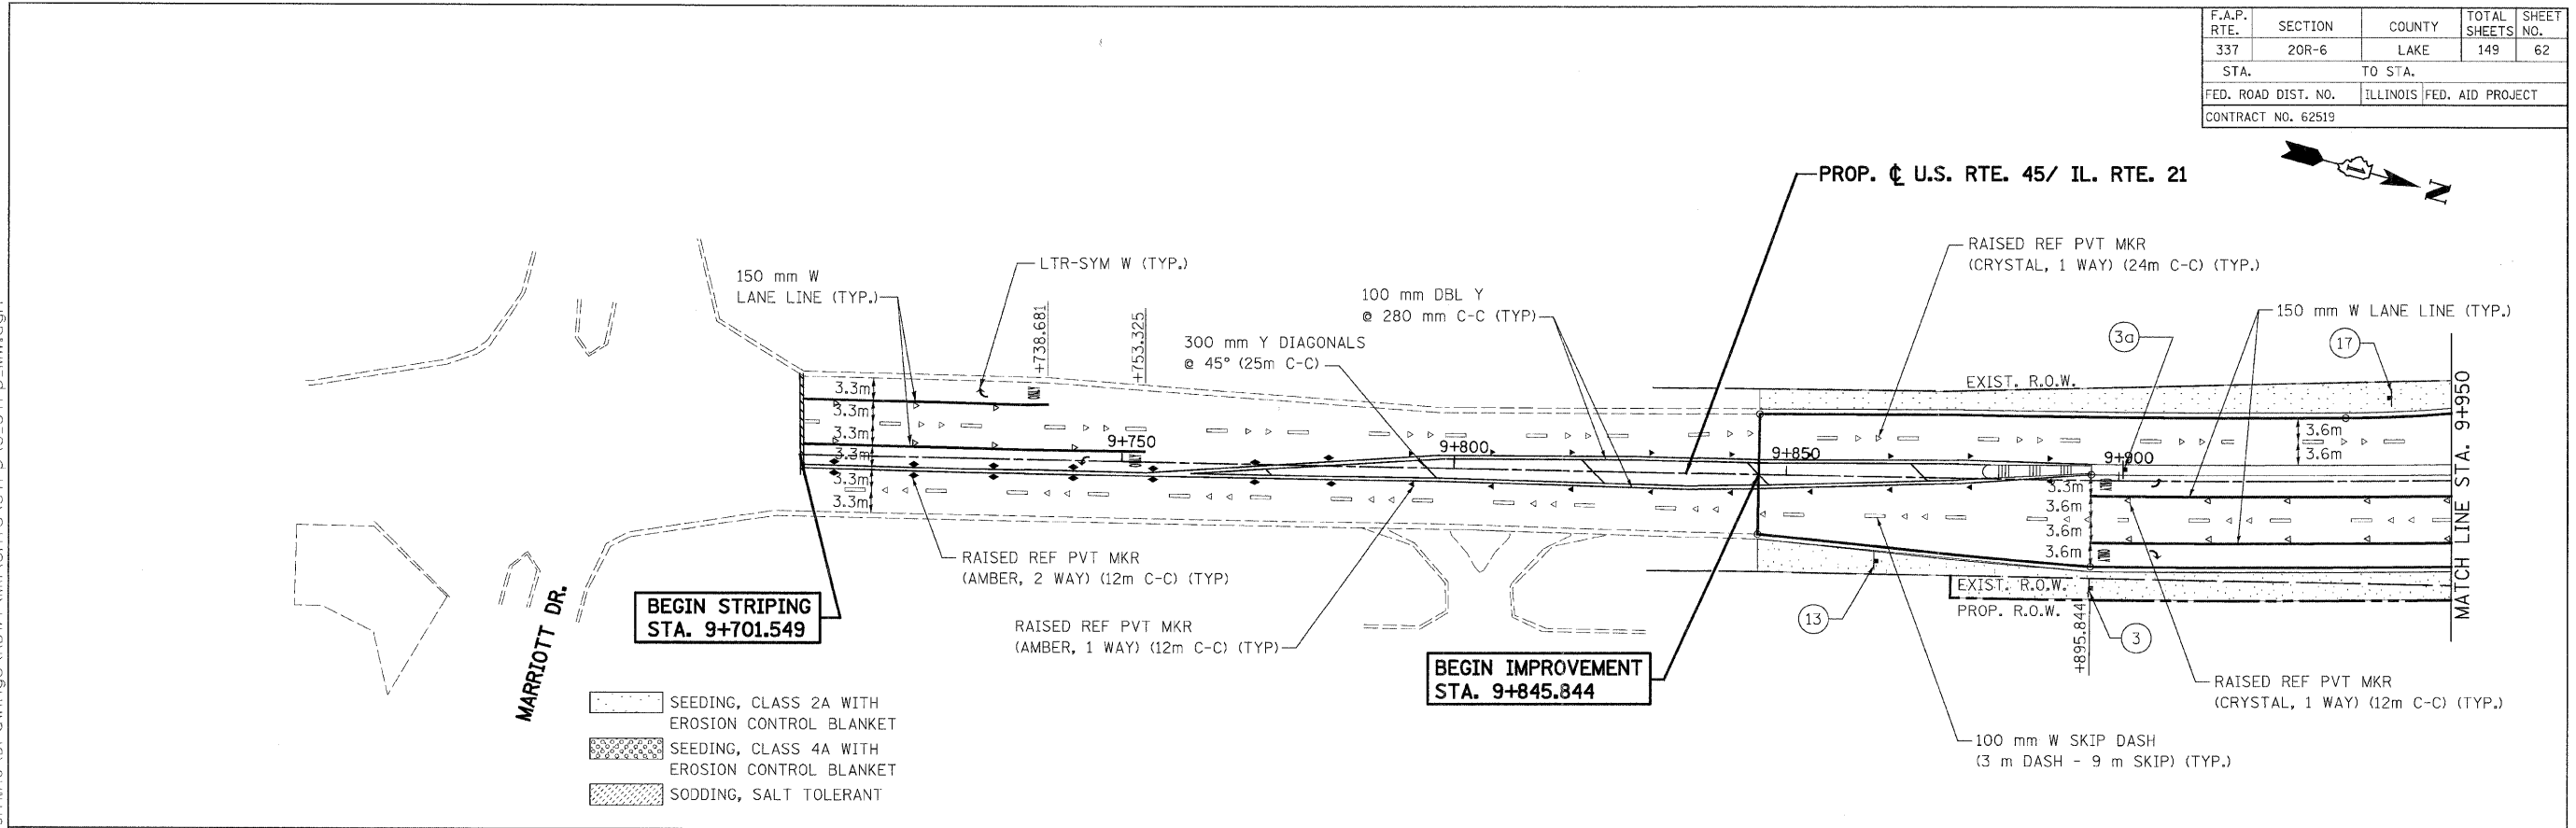 F.A.P. RTE. SECTION COUNTY TOTAL SHEETS SHEET NO.
337 20R-6 LAKE 149 62
STA. TO STA.
FED. ROAD DIST. NO. ILLINOIS FED. AID PROJECT
CONTRACT NO. 62519
N
PROP. ℄ U.S. RTE. 45/ IL. RTE. 21
RAISED REF PVT MKR
(CRYSTAL, 1 WAY) (24m C-C) (TYP.)
150 mm W
LANE LINE (TYP.)
LTR-SYM W (TYP.)
+738.681
+753.325
100 mm DBL Y
@ 280 mm C-C (TYP)
300 mm Y DIAGONALS
@ 45° (25m C-C)
150 mm W LANE LINE (TYP.)
3a
17
EXIST. R.O.W.
MATCH LINE STA. 9+950
3.3m
3.3m
3.3m
3.3m
3.3m
3.3m
ONLY
ONLY
9+750
9+800
9+850
9+900
3.6m
3.6m
3.3m
3.6m
3.6m
3.6m
ONLY
ONLY
RAISED REF PVT MKR
(AMBER, 2 WAY) (12m C-C) (TYP)
RAISED REF PVT MKR
(AMBER, 1 WAY) (12m C-C) (TYP)
BEGIN STRIPING
STA. 9+701.549
MARRIOTT DR.
BEGIN IMPROVEMENT
STA. 9+845.844
13
EXIST. R.O.W.
PROP. R.O.W.
+895.844
3
RAISED REF PVT MKR
(CRYSTAL, 1 WAY) (12m C-C) (TYP.)
100 mm W SKIP DASH
(3 m DASH - 9 m SKIP) (TYP.)
SEEDING, CLASS 2A WITH
EROSION CONTROL BLANKET
SEEDING, CLASS 4A WITH
EROSION CONTROL BLANKET
SODDING, SALT TOLERANT